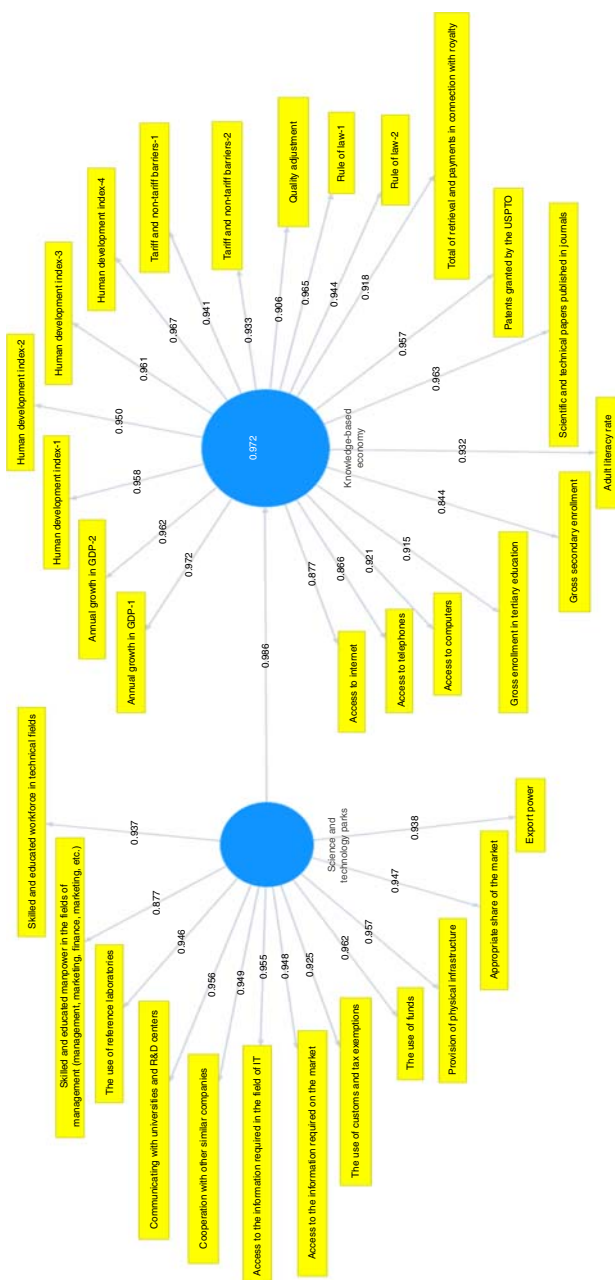 Skilled and educated workforce in technical fields
Skilled and educated manpower in the fields of
management (management, marketing, finance, marketing, etc.)
The use of reference laboratories
Communicating with universities and R&D centers
Cooperation with other similar companies
Access to the information required in the field of IT
Access to the information required on the market
The use of customs and tax exemptions
The use of funds
Provision of physical infrastructure
Appropriate share of the market
Export power
0.937
0.877
0.946
0.956
0.949
0.955
0.948
0.925
0.962
0.957
0.947
0.938
Science and
technology parks
0.986
0.972
Knowledge-based
economy
Annual growth in GDP-1
Annual growth in GDP-2
Human development index-1
Human development index-2
Human development index-3
Human development index-4
Tariff and non-tariff barriers-1
Tariff and non-tariff barriers-2
Quality adjustment
Rule of law-1
Rule of law-2
Total of retrieval and payments in connection with royalty
Patents granted by the USPTO
Scientific and technical papers published in journals
Adult literacy rate
Gross secondary enrollment
Gross enrollment in tertiary education
Access to computers
Access to telephones
Access to internet
0.972
0.962
0.958
0.950
0.961
0.967
0.941
0.933
0.906
0.965
0.944
0.918
0.957
0.963
0.932
0.844
0.915
0.921
0.866
0.877